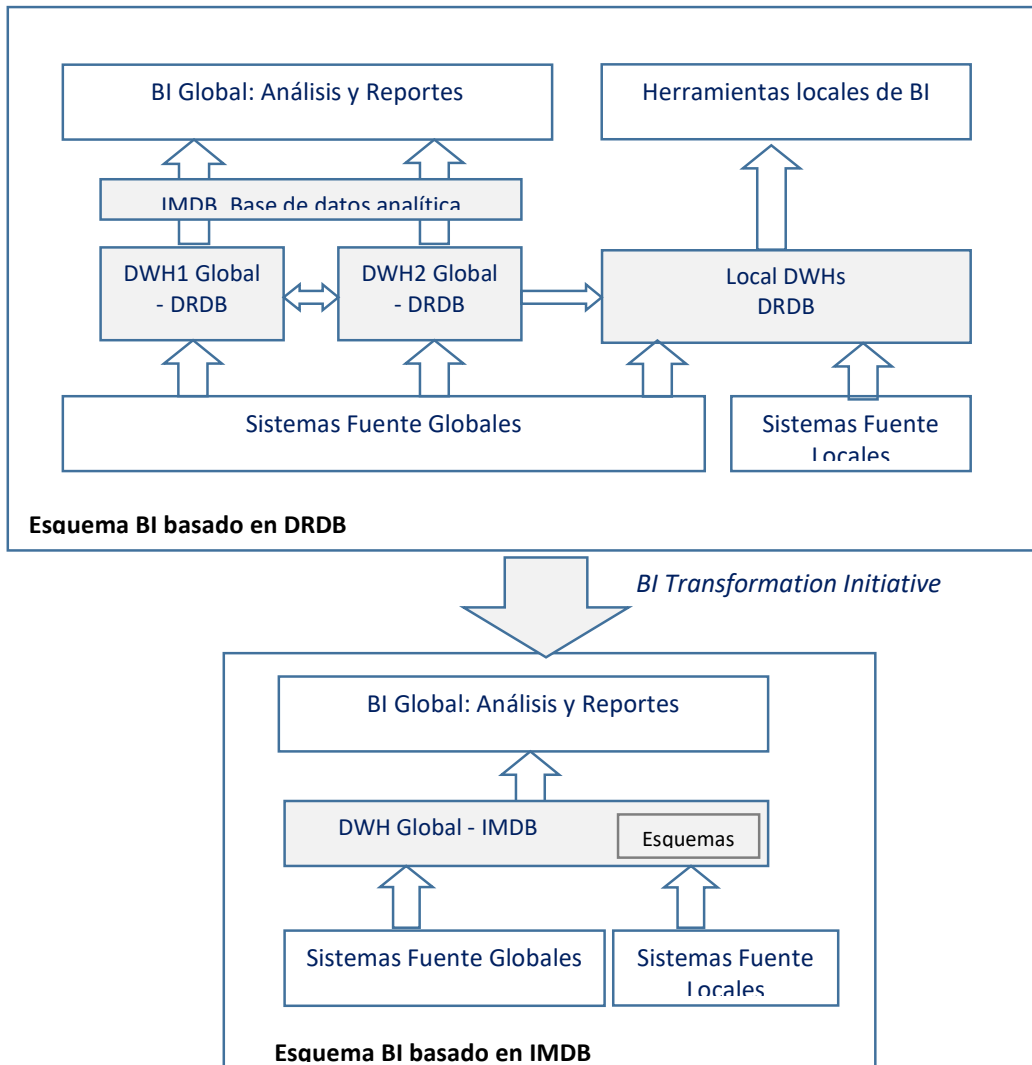 BI Global: Análisis y Reportes
Herramientas locales de BI
IMDB Base de datos analítica
DWH1 Global
- DRDB
DWH2 Global
- DRDB
Local DWHs
DRDB
Sistemas Fuente Globales
Sistemas Fuente
Locales
Esquema BI basado en DRDB
BI Transformation Initiative
BI Global: Análisis y Reportes
DWH Global - IMDB
Esquemas
Sistemas Fuente Globales
Sistemas Fuente
Locales
Esquema BI basado en IMDB